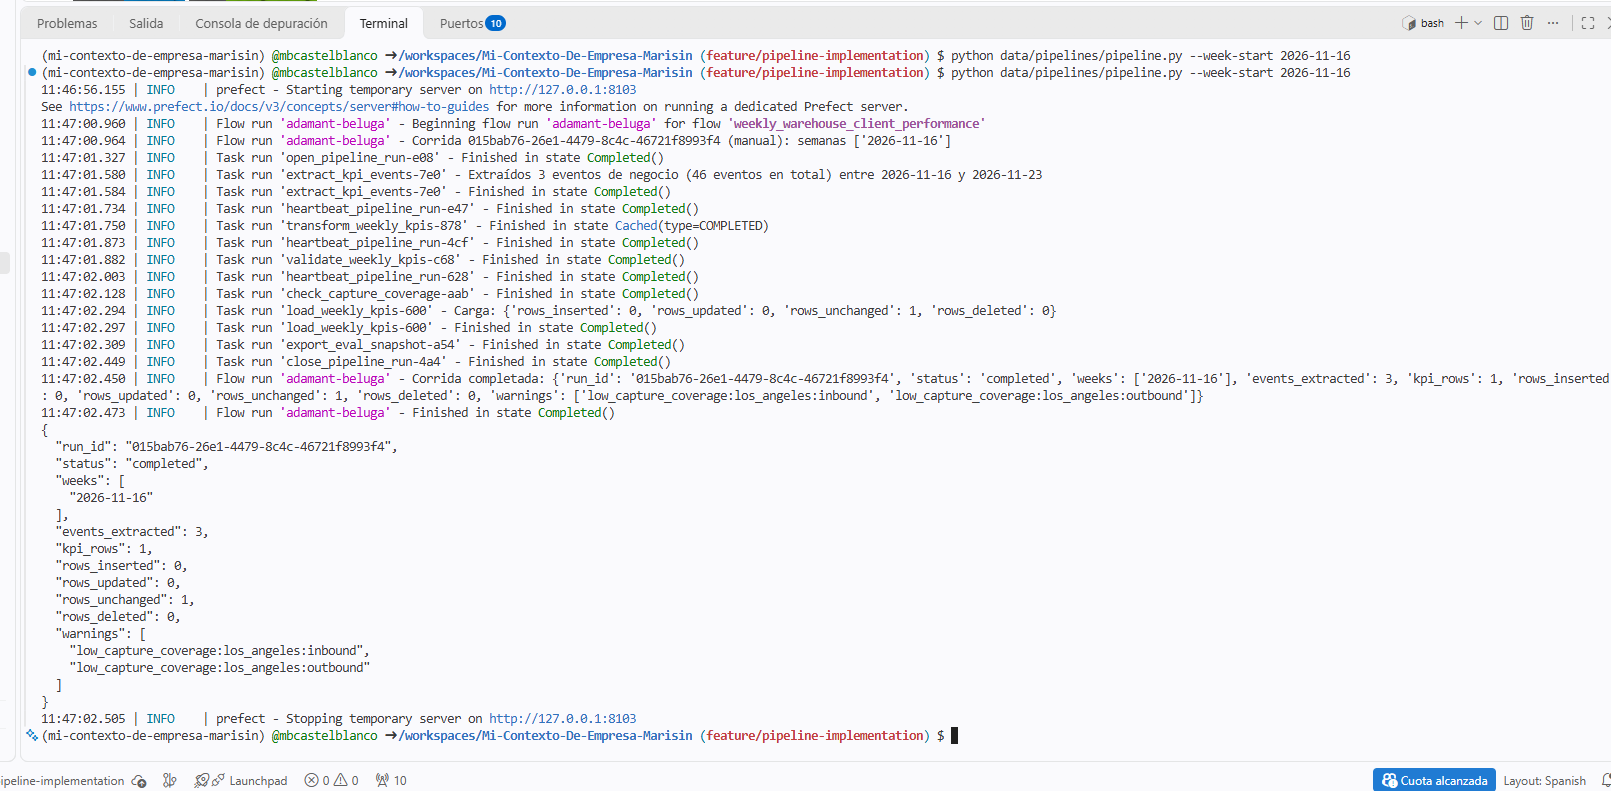 Problemas Salida Consola de depuración Terminal Puertos 10 bash
(mi-contexto-de-empresa-marisin) @mbcastelblanco ➜/workspaces/Mi-Contexto-De-Empresa-Marisin (feature/pipeline-implementation) $ python data/pipelines/pipeline.py --week-start 2026-11-16
(mi-contexto-de-empresa-marisin) @mbcastelblanco ➜/workspaces/Mi-Contexto-De-Empresa-Marisin (feature/pipeline-implementation) $ python data/pipelines/pipeline.py --week-start 2026-11-16
11:46:56.155 | INFO    | prefect - Starting temporary server on http://127.0.0.1:8103
See https://www.prefect.io/docs/v3/concepts/server#how-to-guides for more information on running a dedicated Prefect server.
11:47:00.960 | INFO    | Flow run 'adamant-beluga' - Beginning flow run 'adamant-beluga' for flow 'weekly_warehouse_client_performance'
11:47:00.964 | INFO    | Flow run 'adamant-beluga' - Corrida 015bab76-26e1-4479-8c4c-46721f8993f4 (manual): semanas ['2026-11-16']
11:47:01.327 | INFO    | Task run 'open_pipeline_run-e08' - Finished in state Completed()
11:47:01.580 | INFO    | Task run 'extract_kpi_events-7e0' - Extraídos 3 eventos de negocio (46 eventos en total) entre 2026-11-16 y 2026-11-23
11:47:01.584 | INFO    | Task run 'extract_kpi_events-7e0' - Finished in state Completed()
11:47:01.734 | INFO    | Task run 'heartbeat_pipeline_run-e47' - Finished in state Completed()
11:47:01.750 | INFO    | Task run 'transform_weekly_kpis-878' - Finished in state Cached(type=COMPLETED)
11:47:01.873 | INFO    | Task run 'heartbeat_pipeline_run-4cf' - Finished in state Completed()
11:47:01.882 | INFO    | Task run 'validate_weekly_kpis-c68' - Finished in state Completed()
11:47:02.003 | INFO    | Task run 'heartbeat_pipeline_run-628' - Finished in state Completed()
11:47:02.128 | INFO    | Task run 'check_capture_coverage-aab' - Finished in state Completed()
11:47:02.294 | INFO    | Task run 'load_weekly_kpis-600' - Carga: {'rows_inserted': 0, 'rows_updated': 0, 'rows_unchanged': 1, 'rows_deleted': 0}
11:47:02.297 | INFO    | Task run 'load_weekly_kpis-600' - Finished in state Completed()
11:47:02.309 | INFO    | Task run 'export_eval_snapshot-a54' - Finished in state Completed()
11:47:02.449 | INFO    | Task run 'close_pipeline_run-4a4' - Finished in state Completed()
11:47:02.450 | INFO    | Flow run 'adamant-beluga' - Corrida completada: {'run_id': '015bab76-26e1-4479-8c4c-46721f8993f4', 'status': 'completed', 'weeks': ['2026-11-16'], 'events_extracted': 3, 'kpi_rows': 1, 'rows_inserted'
: 0, 'rows_updated': 0, 'rows_unchanged': 1, 'rows_deleted': 0, 'warnings': ['low_capture_coverage:los_angeles:inbound', 'low_capture_coverage:los_angeles:outbound']}
11:47:02.473 | INFO    | Flow run 'adamant-beluga' - Finished in state Completed()
{
  "run_id": "015bab76-26e1-4479-8c4c-46721f8993f4",
  "status": "completed",
  "weeks": [
    "2026-11-16"
  ],
  "events_extracted": 3,
  "kpi_rows": 1,
  "rows_inserted": 0,
  "rows_updated": 0,
  "rows_unchanged": 1,
  "rows_deleted": 0,
  "warnings": [
    "low_capture_coverage:los_angeles:inbound",
    "low_capture_coverage:los_angeles:outbound"
  ]
}
11:47:02.505 | INFO    | prefect - Stopping temporary server on http://127.0.0.1:8103
(mi-contexto-de-empresa-marisin) @mbcastelblanco ➜/workspaces/Mi-Contexto-De-Empresa-Marisin (feature/pipeline-implementation) $
ipeline-implementation Launchpad 0 0 10 Cuota alcanzada Layout: Spanish